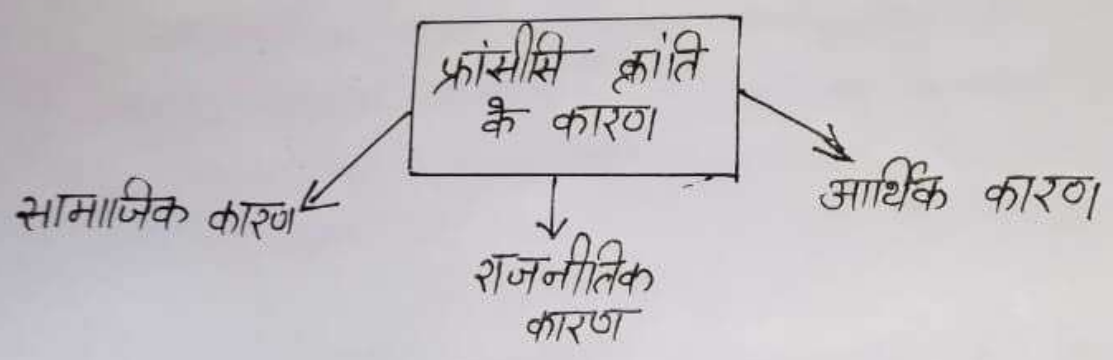 फ्रांसीसि क्रांति
के कारण
सामाजिक कारण
राजनीतिक
कारण
आर्थिक कारण